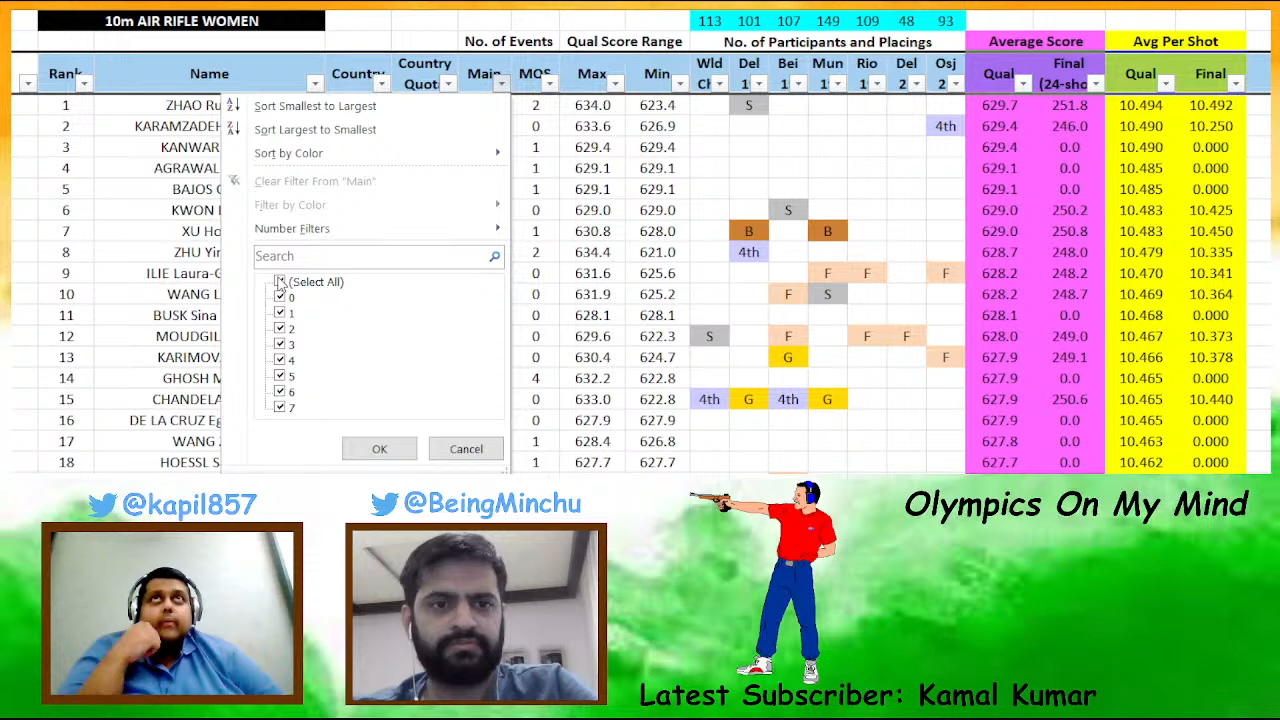 10m AIR RIFLE WOMEN 113 101 107 149 109 48 93
No. of Events Qual Score Range No. of Participants and Placings Average Score Avg Per Shot
Rank Name Country Country Quot Main MQS Max Min Wld Ch Del 1 Bei 1 Mun 1 Rio 1 Del 2 Osj 2 Qual Final (24-sho Qual Final
1 ZHAO Ru 2 634.0 623.4 S 629.7 251.8 10.494 10.492
2 KARAMZADEH 0 633.6 626.9 4th 629.4 246.0 10.490 10.250
3 KANWAR 1 629.4 629.4 629.4 0.0 10.490 0.000
4 AGRAWAL 1 629.1 629.1 629.1 0.0 10.485 0.000
5 BAJOS 1 629.1 629.1 629.1 0.0 10.485 0.000
6 KWON 0 629.0 629.0 S 629.0 250.2 10.483 10.425
7 XU Ho 1 630.8 628.0 B B 629.0 250.8 10.483 10.450
8 ZHU Yin 2 634.4 621.0 4th 628.7 248.0 10.479 10.335
9 ILIE Laura-G 0 631.6 625.6 F F F 628.2 248.2 10.470 10.341
10 WANG L 0 631.9 625.2 F S 628.2 248.7 10.469 10.364
11 BUSK Sina 0 628.1 628.1 628.1 0.0 10.468 0.000
12 MOUDGIL 0 629.6 622.3 S F F F 628.0 249.0 10.467 10.373
13 KARIMOVA 0 630.4 624.7 G F 627.9 249.1 10.466 10.378
14 GHOSH M 4 632.2 622.8 627.9 0.0 10.465 0.000
15 CHANDELA 0 633.0 622.8 4th G 4th G 627.9 250.6 10.465 10.440
16 DE LA CRUZ Eg 0 627.9 627.9 627.9 0.0 10.465 0.000
17 WANG 1 628.4 626.8 627.8 0.0 10.463 0.000
18 HOESSL S 1 627.7 627.7 627.7 0.0 10.462 0.000
Sort Smallest to Largest
Sort Largest to Smallest
Sort by Color
Clear Filter From "Main"
Filter by Color
Number Filters
Search
(Select All)
0
1
2
3
4
5
6
7
OK Cancel
@kapil857 @BeingMinchu Olympics On My Mind
Latest Subscriber: Kamal Kumar